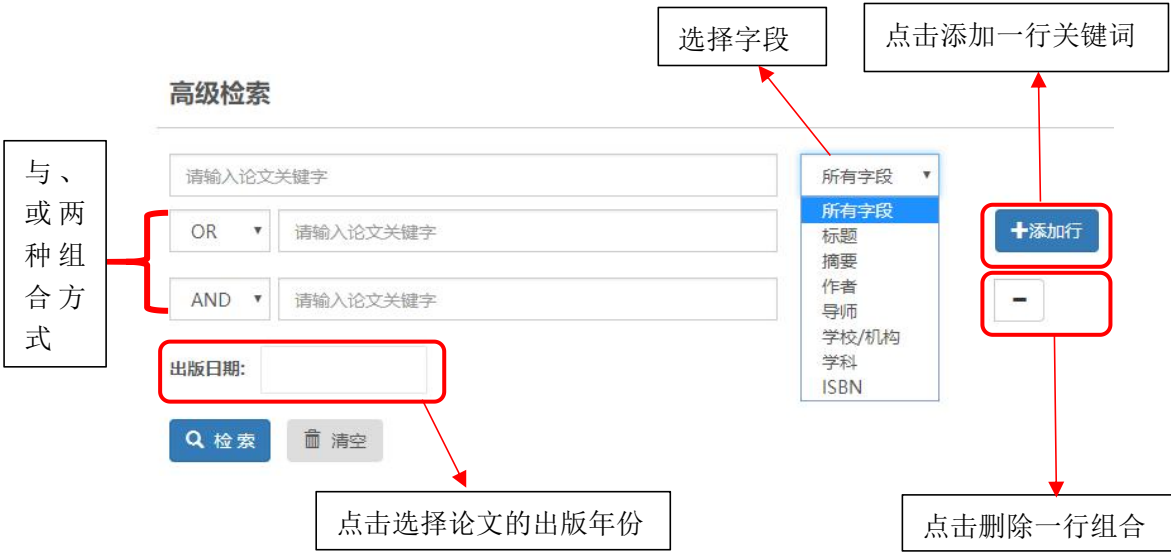 选择字段
点击添加一行关键词
高级检索
与、
或两
种组
合方
式
请输入论文关键字
所有字段
所有字段
标题
摘要
作者
导师
学校/机构
学科
ISBN
OR
请输入论文关键字
添加行
AND
请输入论文关键字
出版日期:
检 索
清空
点击选择论文的出版年份
点击删除一行组合